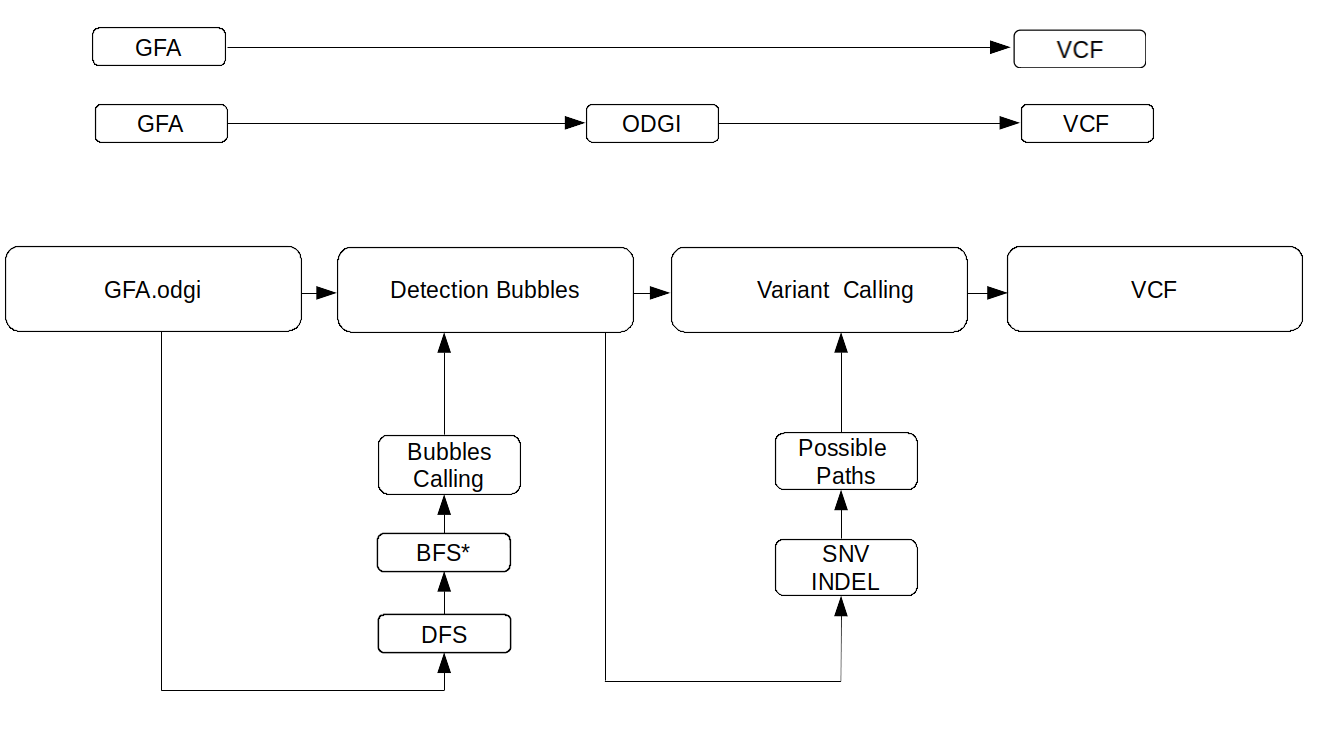 GFA
VCF
GFA
ODGI
VCF
GFA.odgi
Detection Bubbles
Variant  Calling
VCF
Bubbles
Calling
BFS*
DFS
Possible
Paths
SNV
INDEL